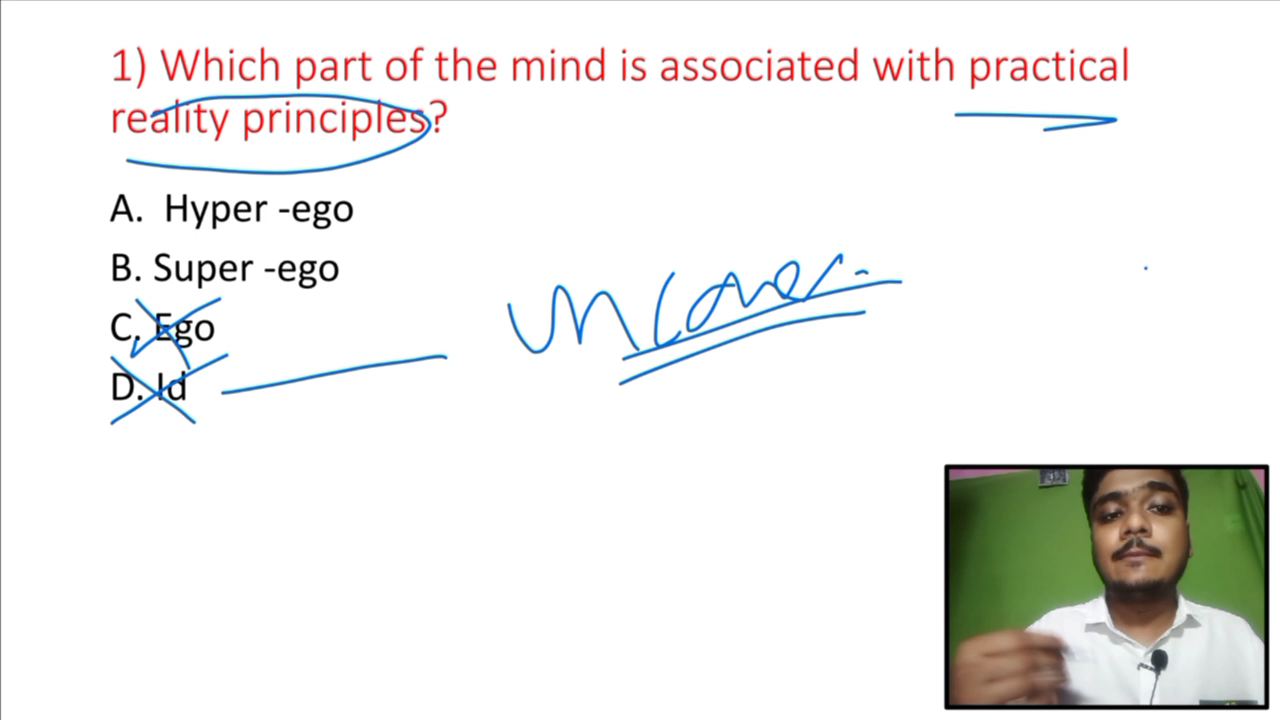 1) Which part of the mind is associated with practical
reality principles?
A. Hyper -ego
B. Super -ego
C. Ego
D. Id